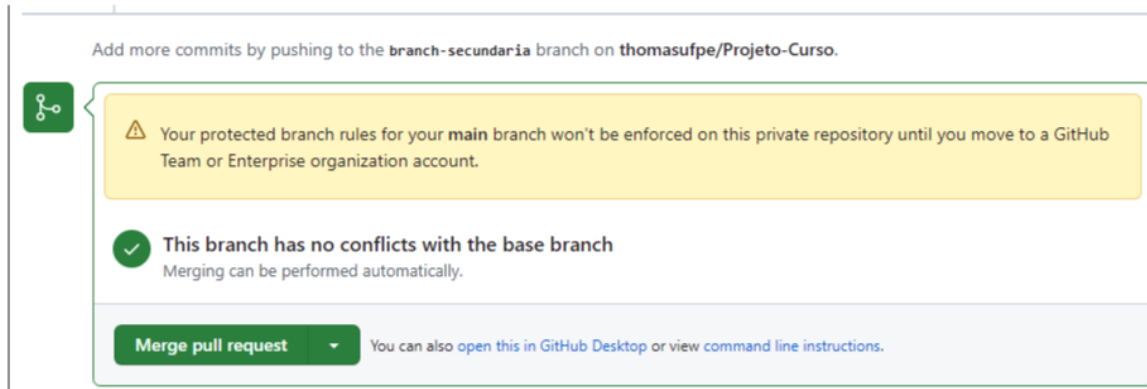 Add more commits by pushing to the branch-secundaria branch on thomasufpe/Projeto-Curso.
Your protected branch rules for your main branch won't be enforced on this private repository until you move to a GitHub
Team or Enterprise organization account.
This branch has no conflicts with the base branch
Merging can be performed automatically.
Merge pull request You can also open this in GitHub Desktop or view command line instructions.